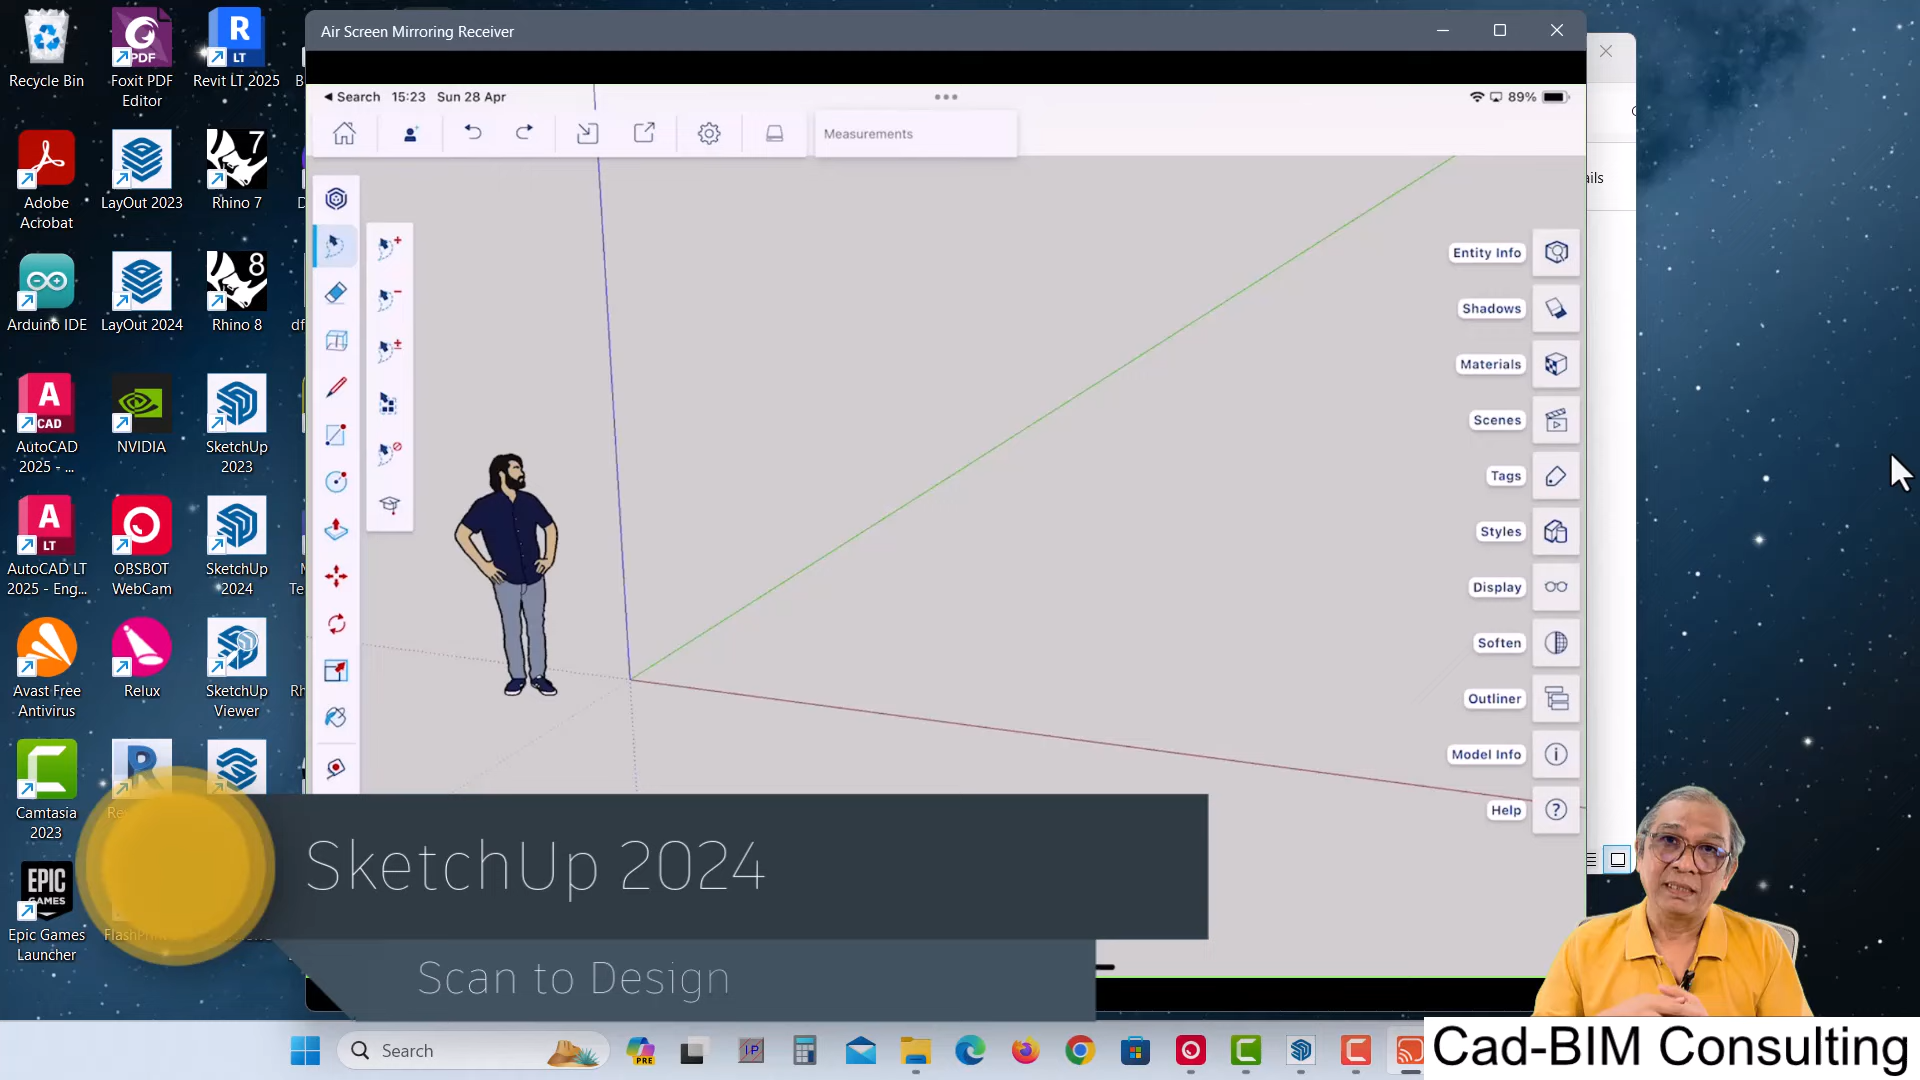 Recycle Bin
Foxit PDF
Editor
Revit LT 2025
Adobe
Acrobat
LayOut 2023
Rhino 7
Arduino IDE
LayOut 2024
Rhino 8
AutoCAD
2025 - ...
NVIDIA
SketchUp
2023
AutoCAD LT
2025 - Eng...
OBSBOT
WebCam
SketchUp
2024
Avast Free
Antivirus
Relux
SketchUp
Viewer
Camtasia
2023
Epic Games
Launcher
Air Screen Mirroring Receiver
Search 15:23 Sun 28 Apr
89%
Measurements
Entity Info
Shadows
Materials
Scenes
Tags
Styles
Display
Soften
Outliner
Model Info
Help
SketchUp 2024
Scan to Design
Search
Cad-BIM Consulting